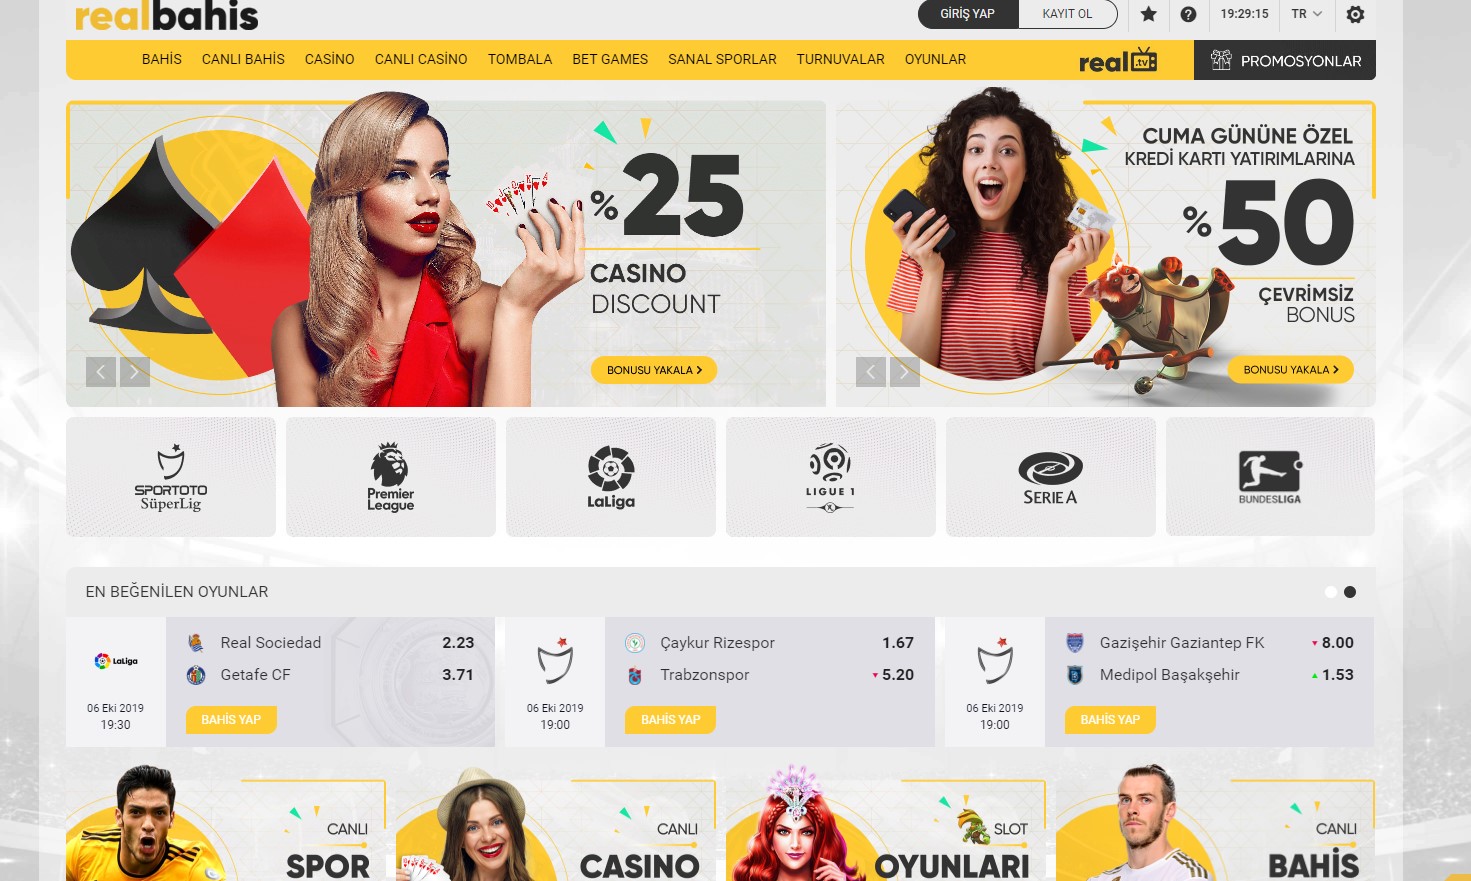 realbahis
GİRİŞ YAP
KAYIT OL
19:29:15
TR
BAHİS
CANLI BAHİS
CASİNO
CANLI CASİNO
TOMBALA
BET GAMES
SANAL SPORLAR
TURNUVALAR
OYUNLAR
real TV
PROMOSYONLAR
%25
CASINO
DISCOUNT
BONUSU YAKALA
CUMA GÜNÜNE ÖZEL
KREDİ KARTI YATIRIMLARINA
%50
ÇEVRİMSİZ
BONUS
BONUSU YAKALA
SPORTOTO
SüperLig
Premier
League
LaLiga
LIGUE 1
SERIE A
BUNDESLIGA
EN BEĞENİLEN OYUNLAR
LaLiga
06 Eki 2019
19:30
Real Sociedad 2.23
Getafe CF 3.71
BAHİS YAP
06 Eki 2019
19:00
Çaykur Rizespor 1.67
Trabzonspor 5.20
BAHİS YAP
06 Eki 2019
19:00
Gazişehir Gaziantep FK 8.00
Medipol Başakşehir 1.53
BAHİS YAP
CANLI
SPOR
CANLI
CASINO
SLOT
OYUNLARI
CANLI
BAHİS